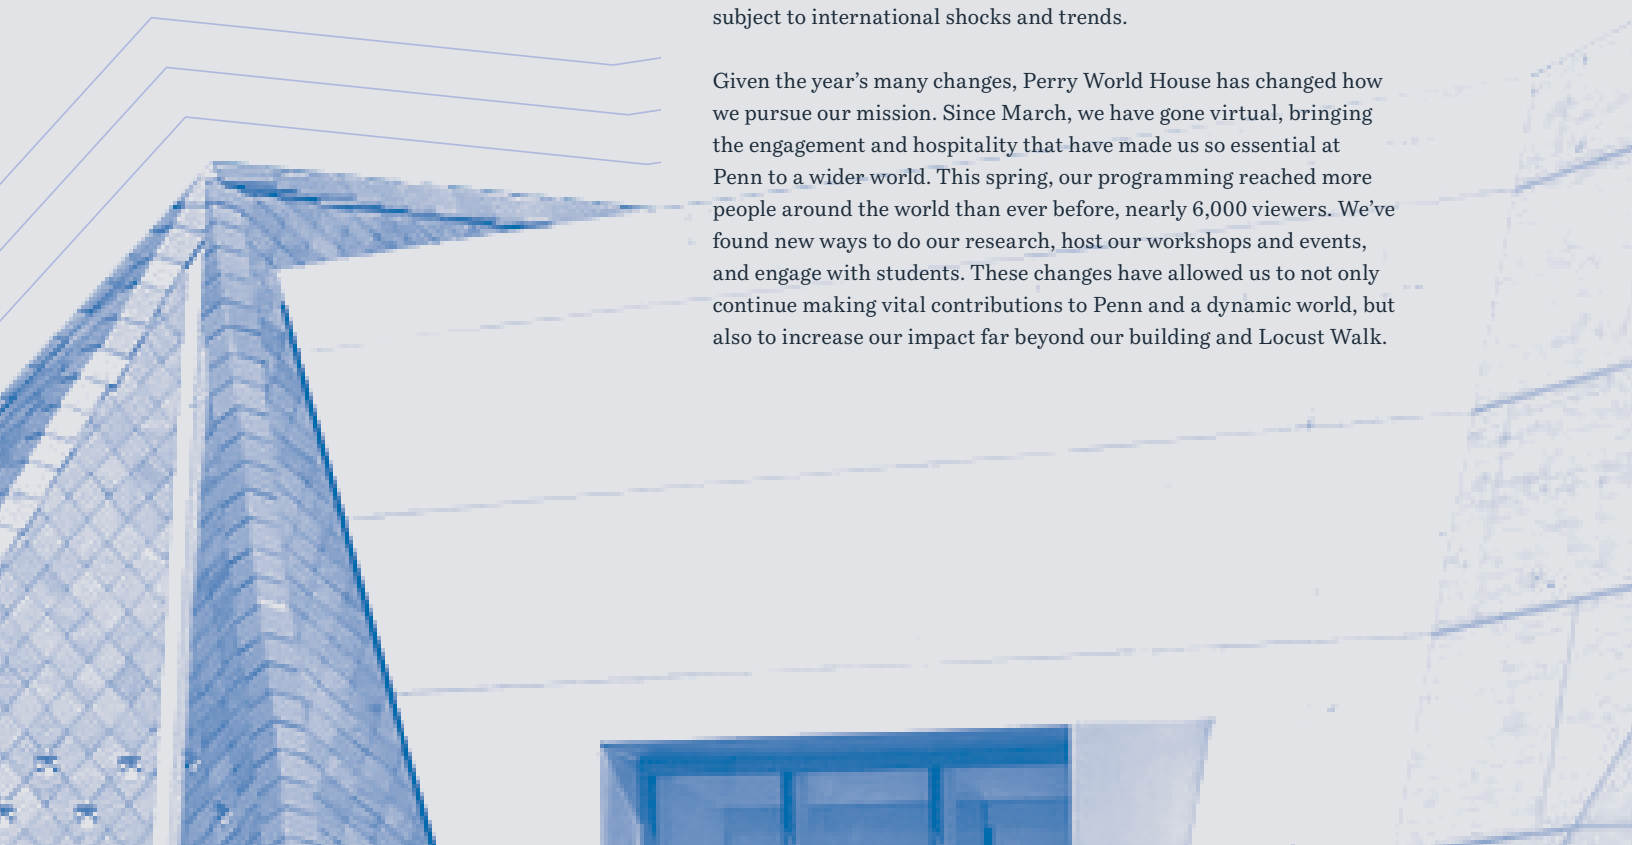 subject to international shocks and trends.
Given the year’s many changes, Perry World House has changed how
we pursue our mission. Since March, we have gone virtual, bringing
the engagement and hospitality that have made us so essential at
Penn to a wider world. This spring, our programming reached more
people around the world than ever before, nearly 6,000 viewers. We’ve
found new ways to do our research, host our workshops and events,
and engage with students. These changes have allowed us to not only
continue making vital contributions to Penn and a dynamic world, but
also to increase our impact far beyond our building and Locust Walk.